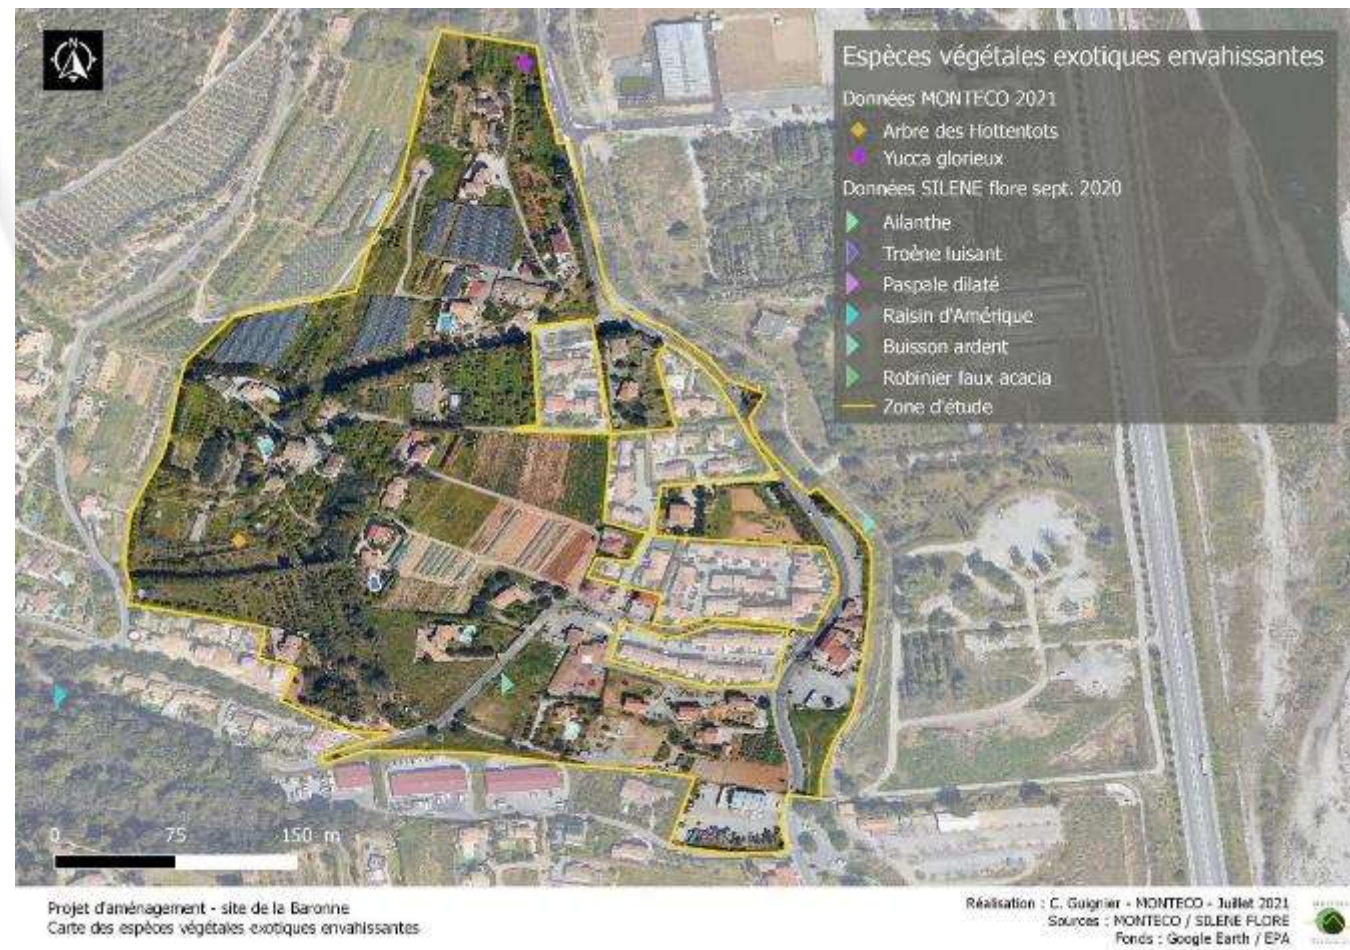 N
Espèces végétales exotiques envahissantes
Données MONTECO 2021
Arbre des Hottentots
Yucca glorieux
Données SILENE flore sept. 2020
Ailanthe
Troène luisant
Paspale dilaté
Raisin d'Amérique
Buisson ardent
Robinier faux acacia
Zone d'étude
0 75 150 m
Projet d'aménagement - site de la Baronne
Carte des espèces végétales exotiques envahissantes
Réalisation : C. Guignier - MONTECO - Juillet 2021
Sources : MONTECO / SILENE FLORE
Fonds : Google Earth / EPA